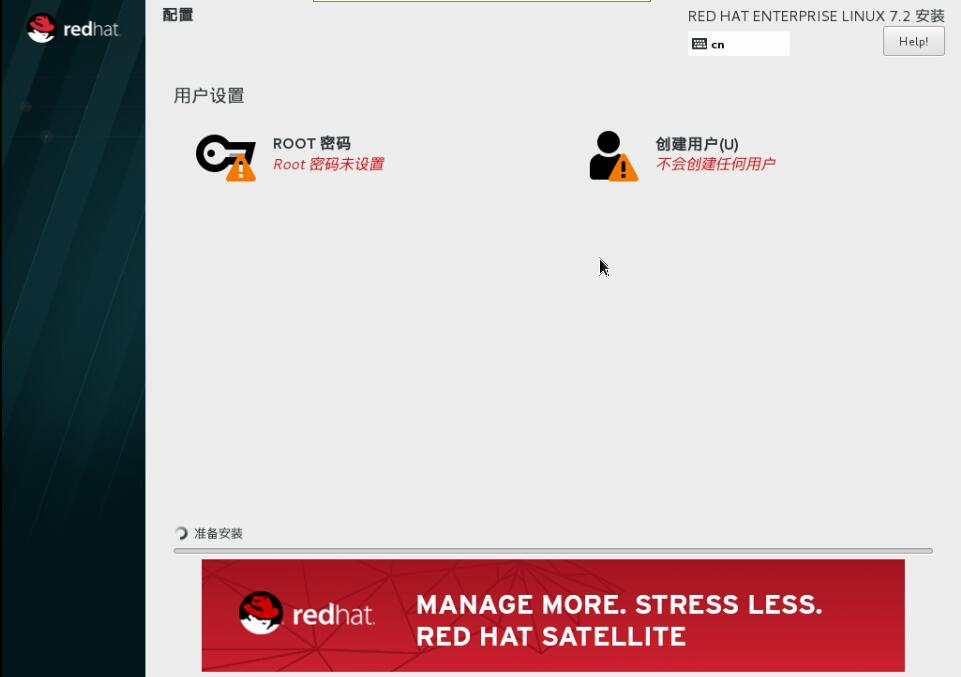 redhat.
配置
RED HAT ENTERPRISE LINUX 7.2 安装
cn
Help!
用户设置
ROOT 密码
Root 密码未设置
创建用户(U)
不会创建任何用户
准备安装
redhat.
MANAGE MORE. STRESS LESS.
RED HAT SATELLITE